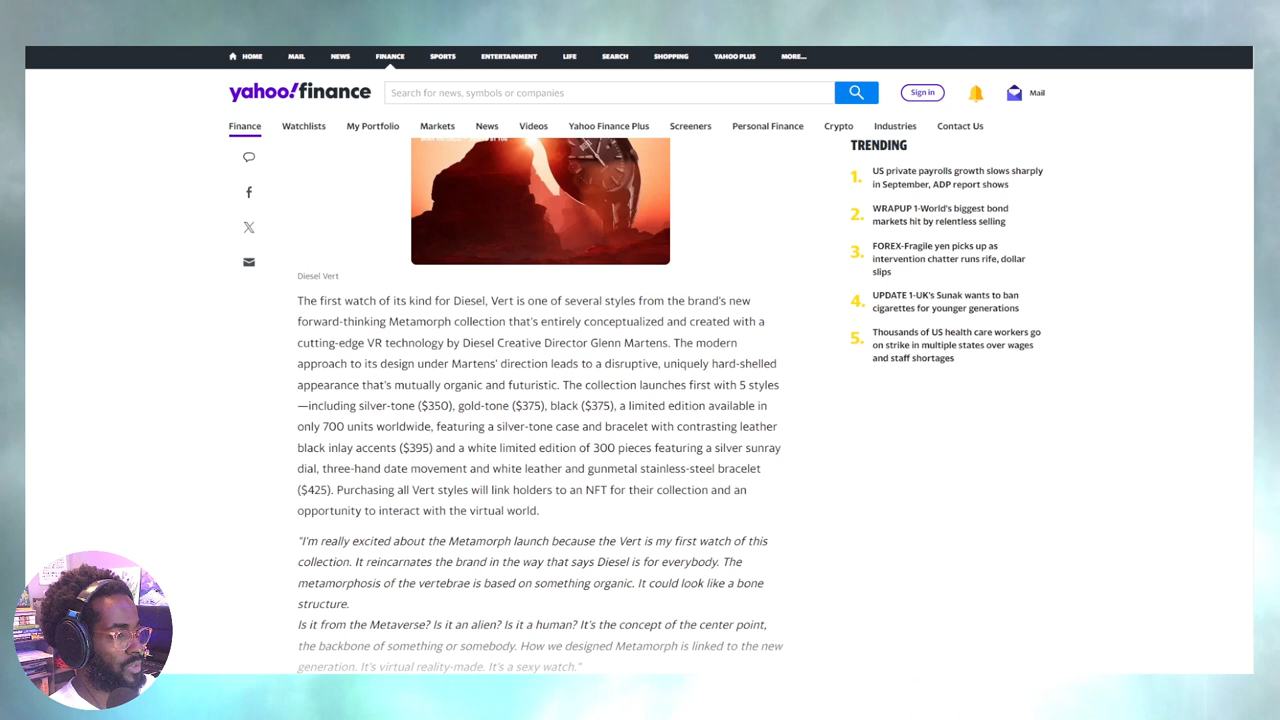 HOME MAIL NEWS FINANCE SPORTS ENTERTAINMENT LIFE SEARCH SHOPPING YAHOO PLUS MORE...
yahoo!finance
Search for news, symbols or companies
Sign in
Mail
Finance Watchlists My Portfolio Markets News Videos Yahoo Finance Plus Screeners Personal Finance Crypto Industries Contact Us
Diesel Vert
The first watch of its kind for Diesel, Vert is one of several styles from the brand's new
forward-thinking Metamorph collection that's entirely conceptualized and created with a
cutting-edge VR technology by Diesel Creative Director Glenn Martens. The modern
approach to its design under Martens' direction leads to a disruptive, uniquely hard-shelled
appearance that's mutually organic and futuristic. The collection launches first with 5 styles
—including silver-tone ($350), gold-tone ($375), black ($375), a limited edition available in
only 700 units worldwide, featuring a silver-tone case and bracelet with contrasting leather
black inlay accents ($395) and a white limited edition of 300 pieces featuring a silver sunray
dial, three-hand date movement and white leather and gunmetal stainless-steel bracelet
($425). Purchasing all Vert styles will link holders to an NFT for their collection and an
opportunity to interact with the virtual world.
"I'm really excited about the Metamorph launch because the Vert is my first watch of this
collection. It reincarnates the brand in the way that says Diesel is for everybody. The
metamorphosis of the vertebrae is based on something organic. It could look like a bone
structure.
Is it from the Metaverse? Is it an alien? Is it a human? It's the concept of the center point,
the backbone of something or somebody. How we designed Metamorph is linked to the new
generation. It's virtual reality-made. It's a sexy watch."
TRENDING
1. US private payrolls growth slows sharply
in September, ADP report shows
2. WRAPUP 1-World's biggest bond
markets hit by relentless selling
3. FOREX-Fragile yen picks up as
intervention chatter runs rife, dollar
slips
4. UPDATE 1-UK's Sunak wants to ban
cigarettes for younger generations
5. Thousands of US health care workers go
on strike in multiple states over wages
and staff shortages